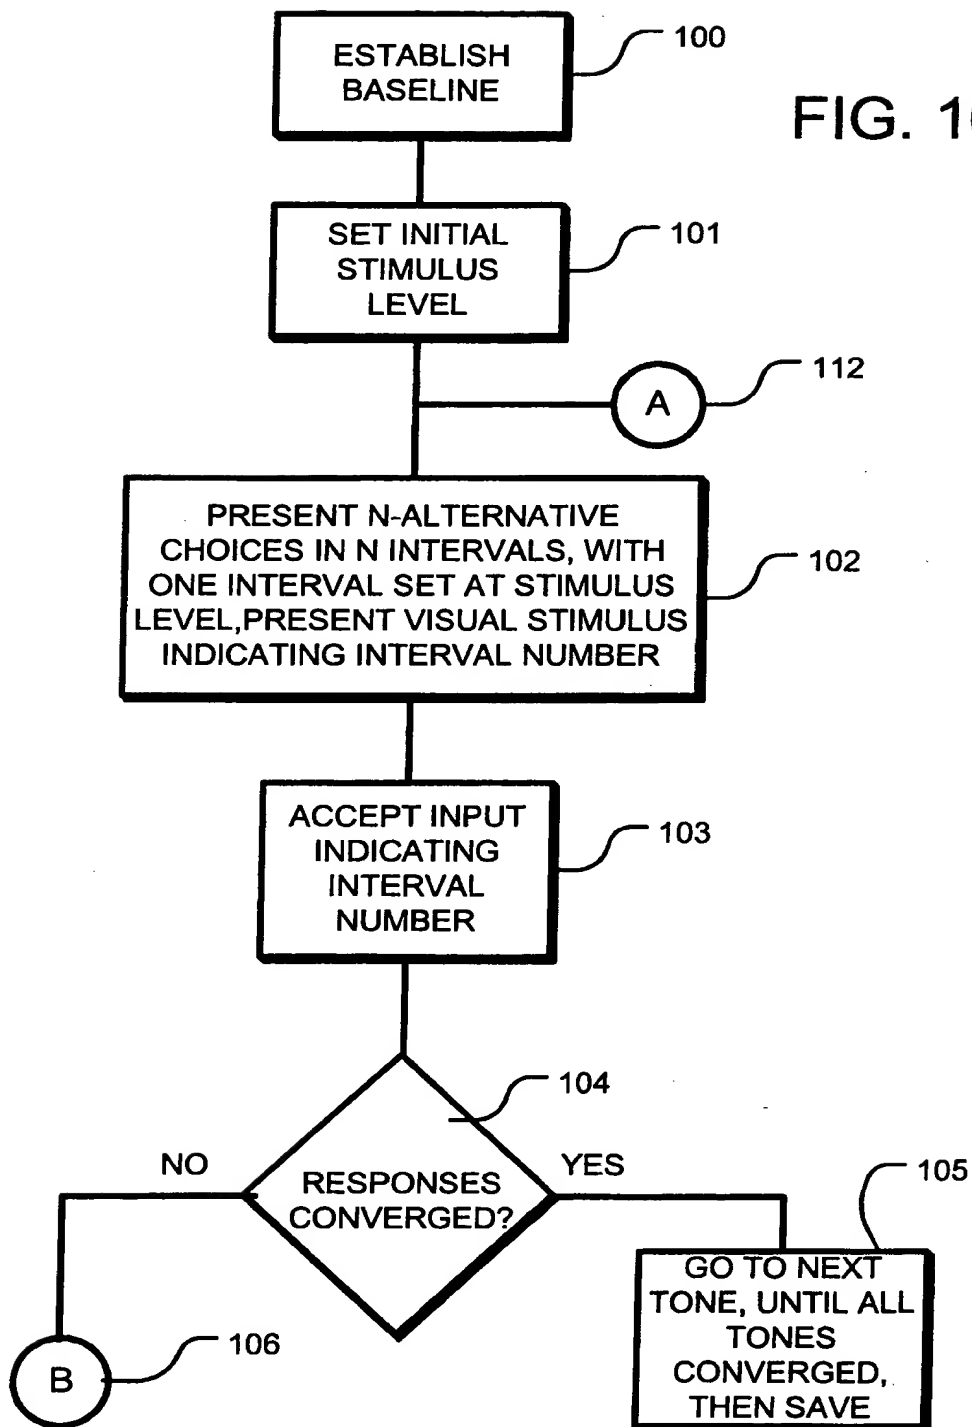 100
ESTABLISH
BASELINE
FIG. 10
101
SET INITIAL
STIMULUS
LEVEL
112
A
PRESENT N-ALTERNATIVE
CHOICES IN N INTERVALS, WITH
ONE INTERVAL SET AT STIMULUS
LEVEL,PRESENT VISUAL STIMULUS
INDICATING INTERVAL NUMBER
102
ACCEPT INPUT
INDICATING
INTERVAL
NUMBER
103
104
NO
YES
RESPONSES
CONVERGED?
105
GO TO NEXT
TONE, UNTIL ALL
TONES
CONVERGED,
THEN SAVE
106
B